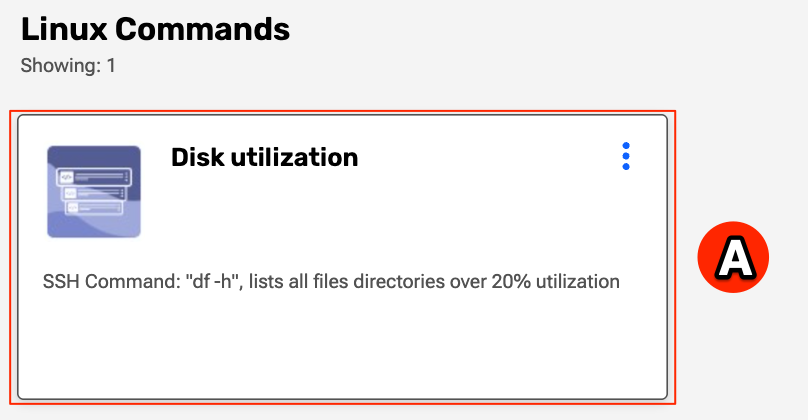 Linux Commands
Showing: 1
Disk utilization
SSH Command: "df -h", lists all files directories over 20% utilization
A